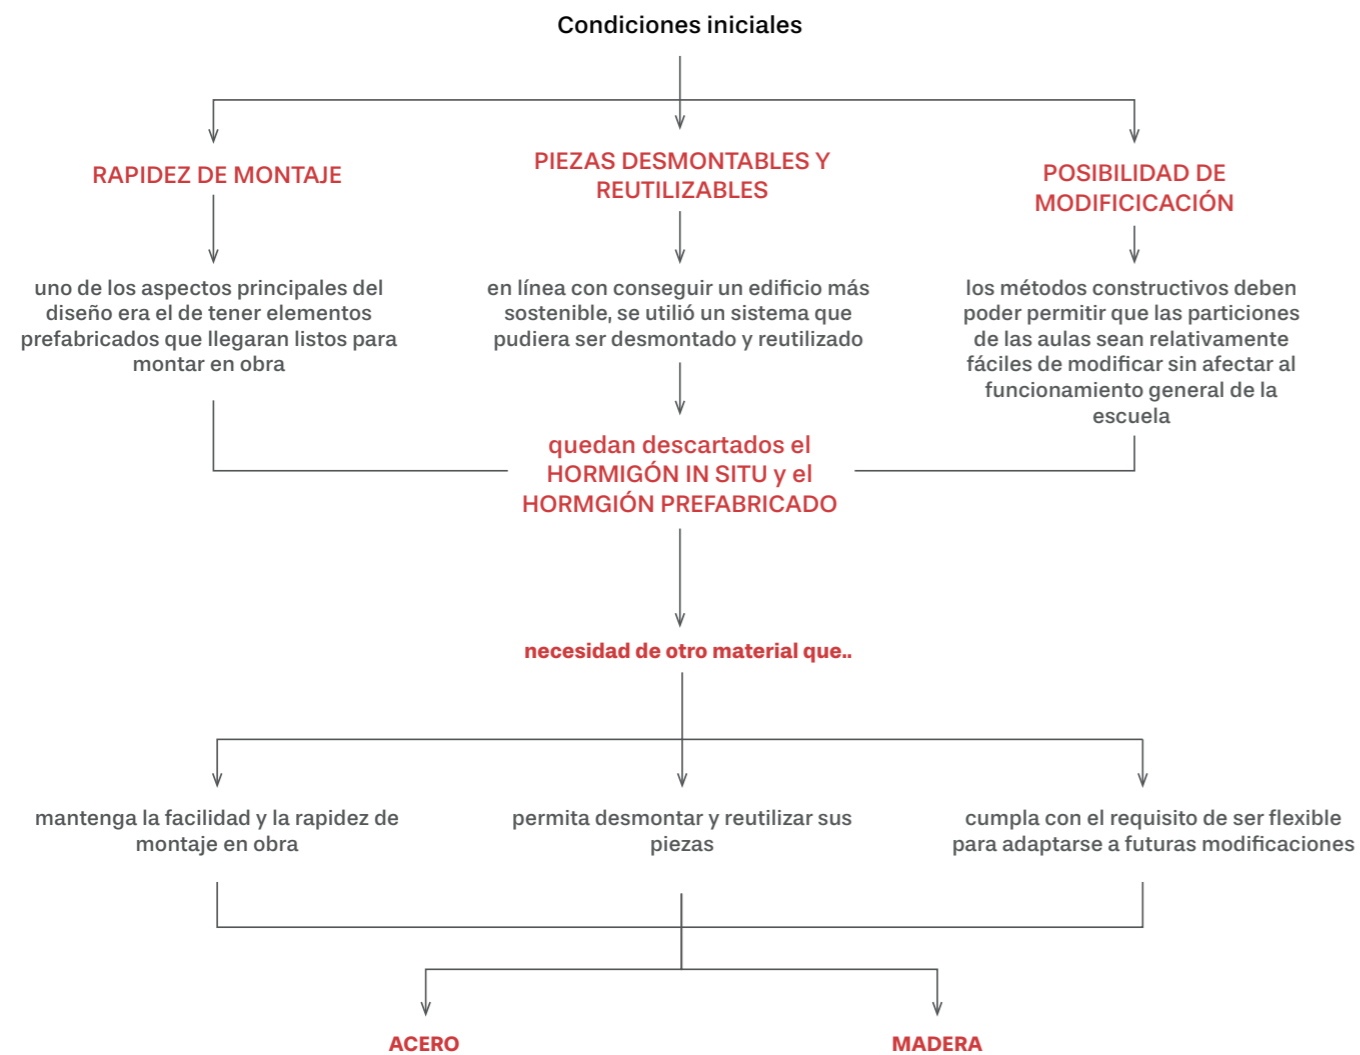 Condiciones iniciales
RAPIDEZ DE MONTAJE
PIEZAS DESMONTABLES Y
REUTILIZABLES
POSIBILIDAD DE
MODIFICICACIÓN
uno de los aspectos principales del
diseño era el de tener elementos
prefabricados que llegaran listos para
montar en obra
en línea con conseguir un edificio más
sostenible, se utilió un sistema que
pudiera ser desmontado y reutilizado
los métodos constructivos deben
poder permitir que las particiones
de las aulas sean relativamente
fáciles de modificar sin afectar al
funcionamiento general de la
escuela
quedan descartados el
HORMIGÓN IN SITU y el
HORMGIÓN PREFABRICADO
necesidad de otro material que..
mantenga la facilidad y la rapidez de
montaje en obra
permita desmontar y reutilizar sus
piezas
cumpla con el requisito de ser flexible
para adaptarse a futuras modificaciones
ACERO
MADERA